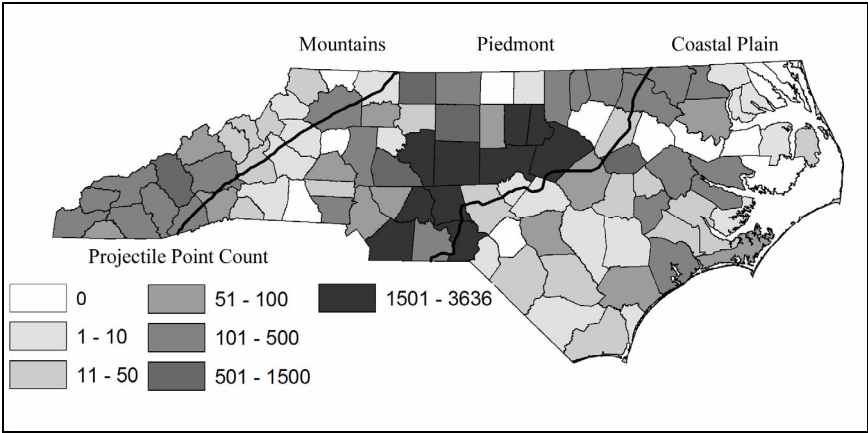 Mountains Piedmont Coastal Plain
Projectile Point Count
0 51 - 100 1501 - 3636
1 - 10 101 - 500
11 - 50 501 - 1500